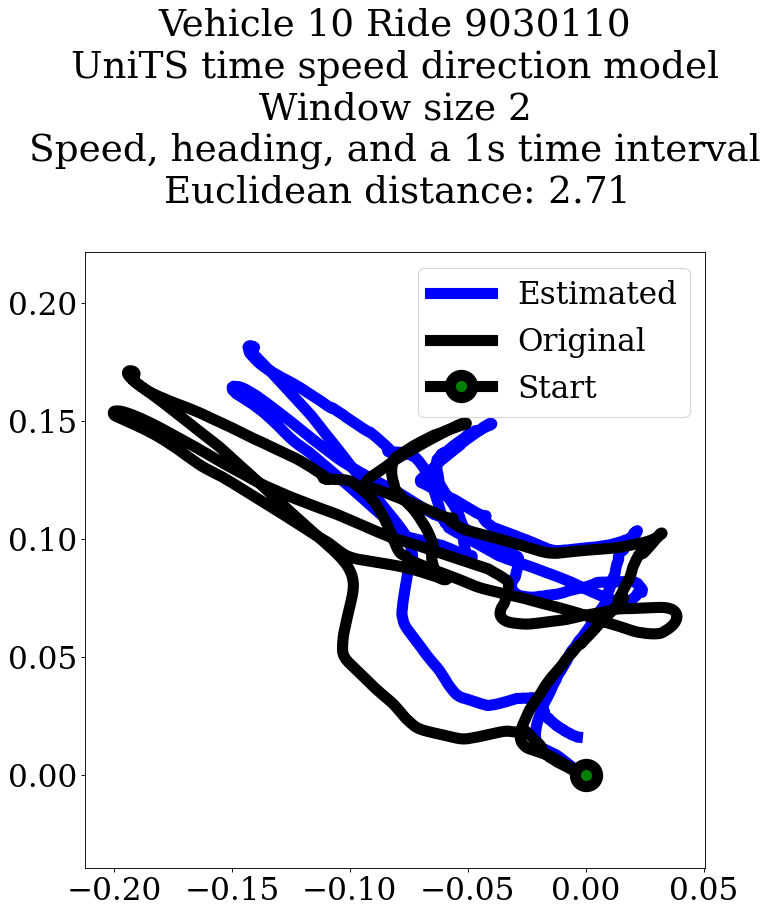 Vehicle 10 Ride 9030110
UniTS time speed direction model
Window size 2
Speed, heading, and a 1s time interval
Euclidean distance: 2.71
Estimated
Original
Start
0.20
0.15
0.10
0.05
0.00
−0.20 −0.15 −0.10 −0.05 0.00 0.05